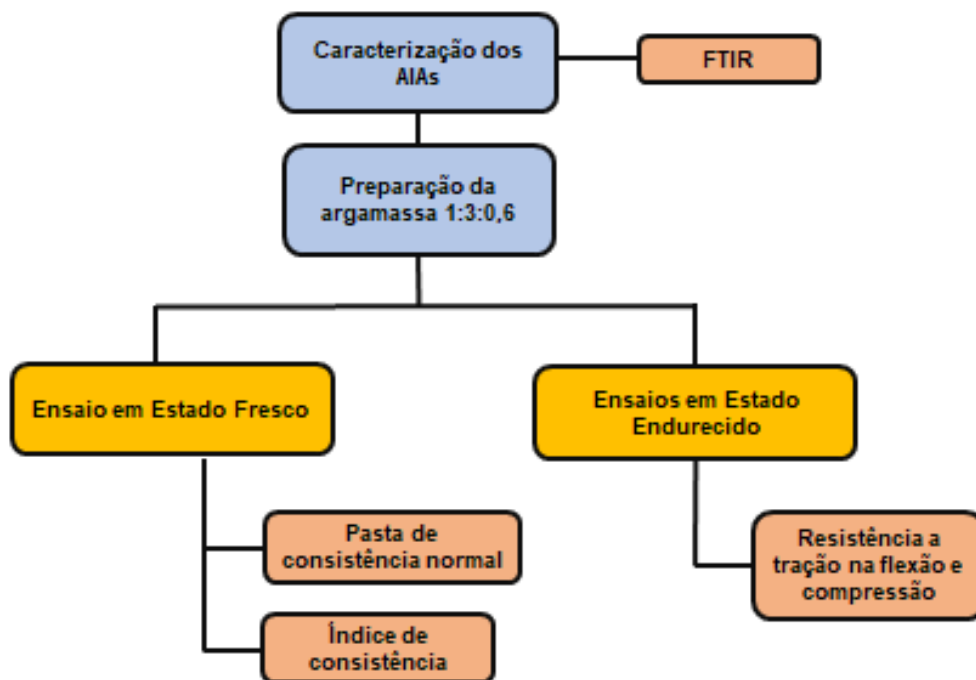 Caracterização dos
AIAs
FTIR
Preparação da
argamassa 1:3:0,6
Ensaio em Estado Fresco
Ensaios em Estado
Endurecido
Pasta de
consistência normal
Índice de
consistência
Resistência a
tração na flexão e
compressão